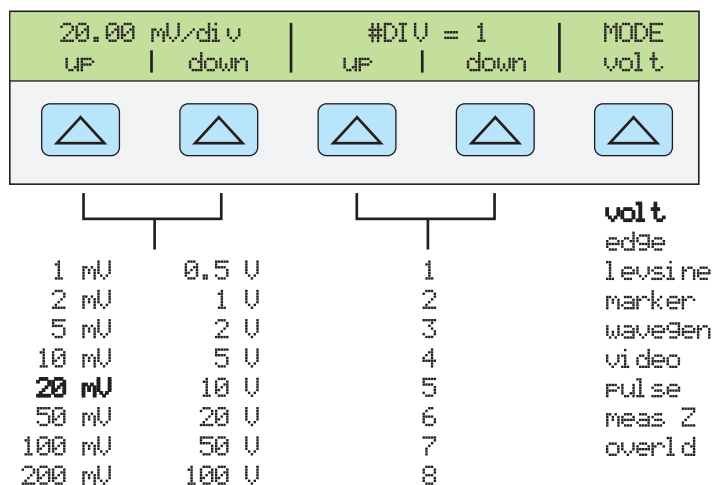 20.00 mV/div | #DIV = 1 | MODE
up | down | up | down | volt
volt
edge
1 mV 0.5 V 1 levsine
2 mV 1 V 2 marker
5 mV 2 V 3 wavegen
10 mV 5 V 4 video
20 mV 10 V 5 pulse
50 mV 20 V 6 meas Z
100 mV 50 V 7 overld
200 mV 100 V 8